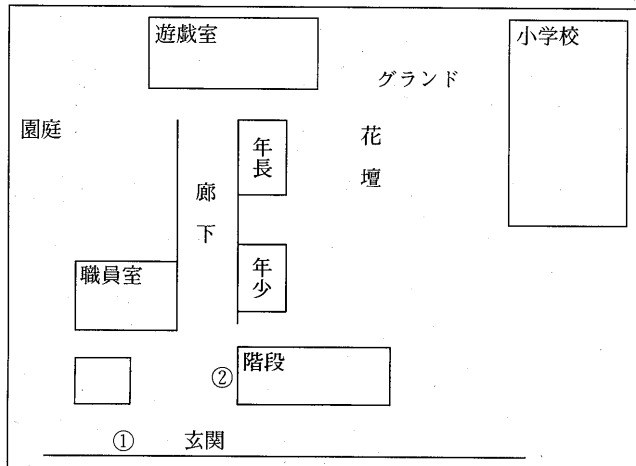 遊戯室
小学校
グランド
園庭
花壇
年長
廊下
年少
職員室
階段
②
①
玄関